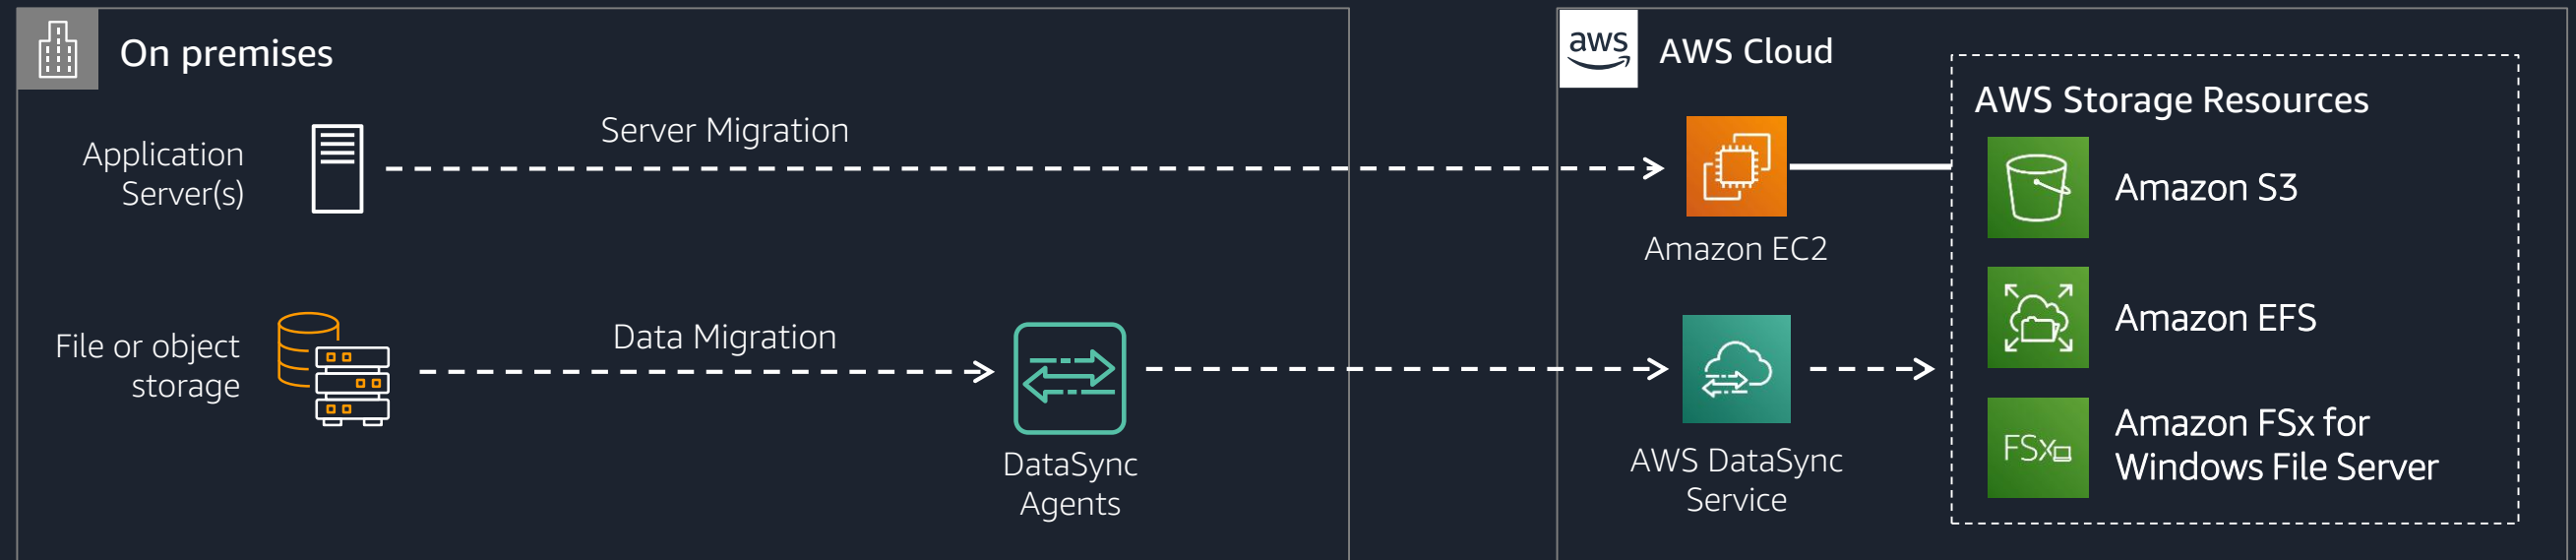 On premises
aws
AWS Cloud
AWS Storage Resources
Server Migration
Application
Server(s)
Amazon EC2
Amazon S3
Amazon EFS
File or object
storage
Data Migration
DataSync
Agents
AWS DataSync
Service
FSx
Amazon FSx for
Windows File Server